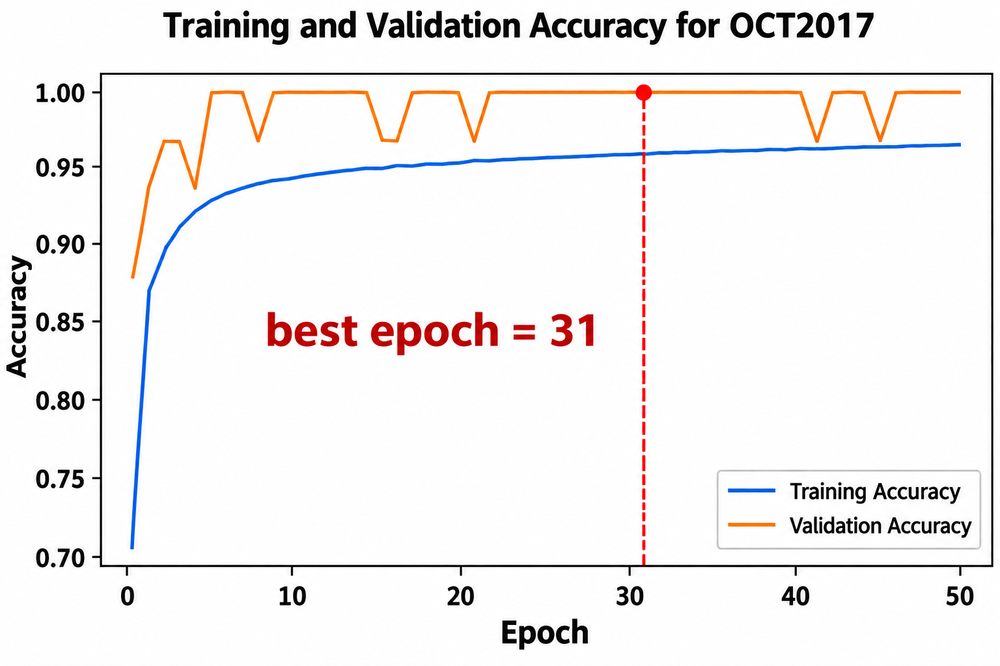 Training and Validation Accuracy for OCT2017
1.00
0.95
0.90
0.85
0.80
0.75
0.70
Accuracy
best epoch = 31
Training Accuracy
Validation Accuracy
0 10 20 30 40 50
Epoch